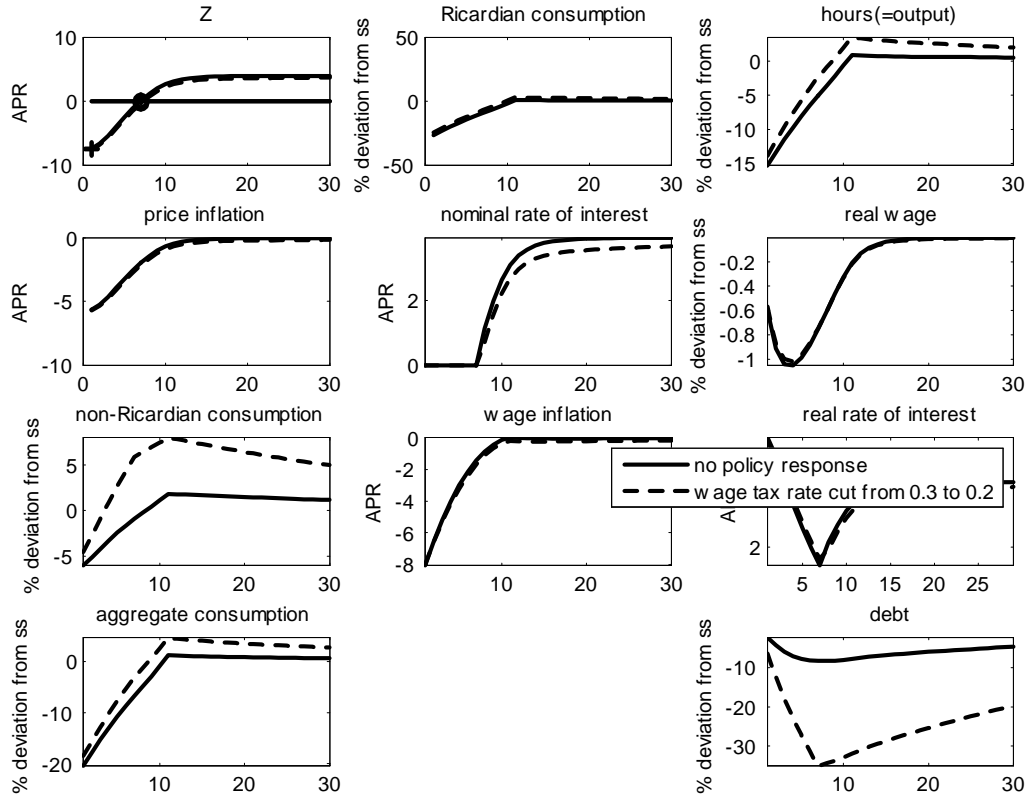 Z
Ricardian consumption
hours(=output)
10
0
-10
APR
0 10 20 30
50
0
-50
% deviation from ss
0 10 20 30
0
-5
-10
-15
% deviation from ss
10 20 30
price inflation
nominal rate of interest
real wage
0
-5
-10
APR
0 10 20 30
2
0
APR
10 20 30
-0.2
-0.4
-0.6
-0.8
-1
% deviation from ss
10 20 30
non-Ricardian consumption
wage inflation
real rate of interest
5
0
-5
% deviation from ss
10 20 30
0
-2
-4
-6
-8
APR
10 20 30
no policy response
wage tax rate cut from 0.3 to 0.2
2
5 10 15 20 25
aggregate consumption
debt
0
-10
-20
% deviation from ss
10 20 30
-10
-20
-30
% deviation from ss
10 20 30